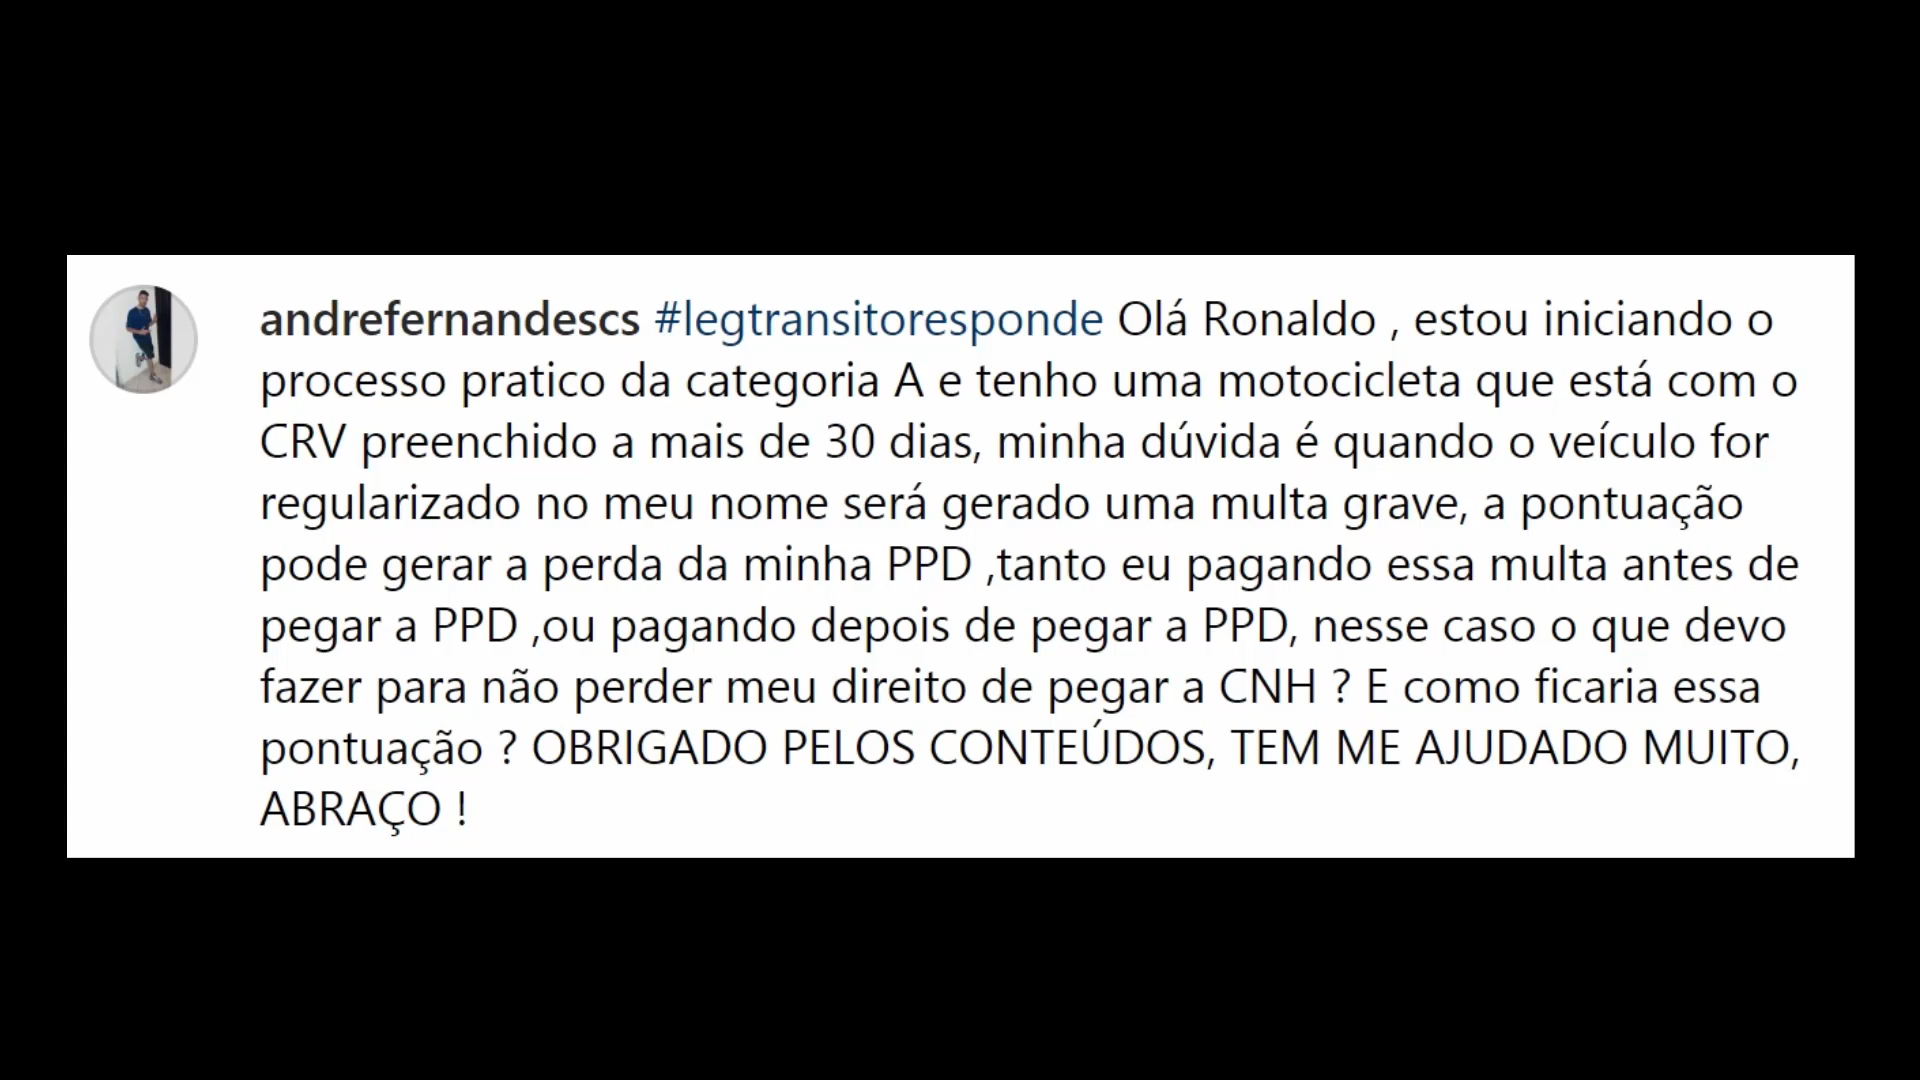 andrefernandescs #legtransitoresponde Olá Ronaldo , estou iniciando o
processo pratico da categoria A e tenho uma motocicleta que está com o
CRV preenchido a mais de 30 dias, minha dúvida é quando o veículo for
regularizado no meu nome será gerado uma multa grave, a pontuação
pode gerar a perda da minha PPD ,tanto eu pagando essa multa antes de
pegar a PPD ,ou pagando depois de pegar a PPD, nesse caso o que devo
fazer para não perder meu direito de pegar a CNH ? E como ficaria essa
pontuação ? OBRIGADO PELOS CONTEÚDOS, TEM ME AJUDADO MUITO,
ABRAÇO !